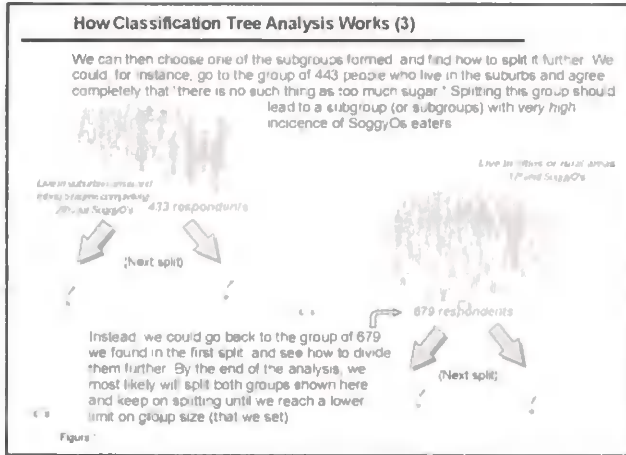 How Classification Tree Analysis Works (3)
We can then choose one of the subgroups formed and find how to split it further. We
could, for instance, go to the group of 443 people who live in the suburbs and agree
completely that "there is no such thing as too much sugar." Splitting this group should
lead to a subgroup (or subgroups) with very high
incicence of SoggyOs eaters
Live in cities or rural areas
Live in suburbs
443 respondents
(Next split)
679 respondents
Instead we could go back to the group of 679
we found in the first split and see how to divide
them further. By the end of the analysis, we
most likely will split both groups shown here
and keep on splitting until we reach a lower
limit on group size (that we set)
(Next split)
Figure